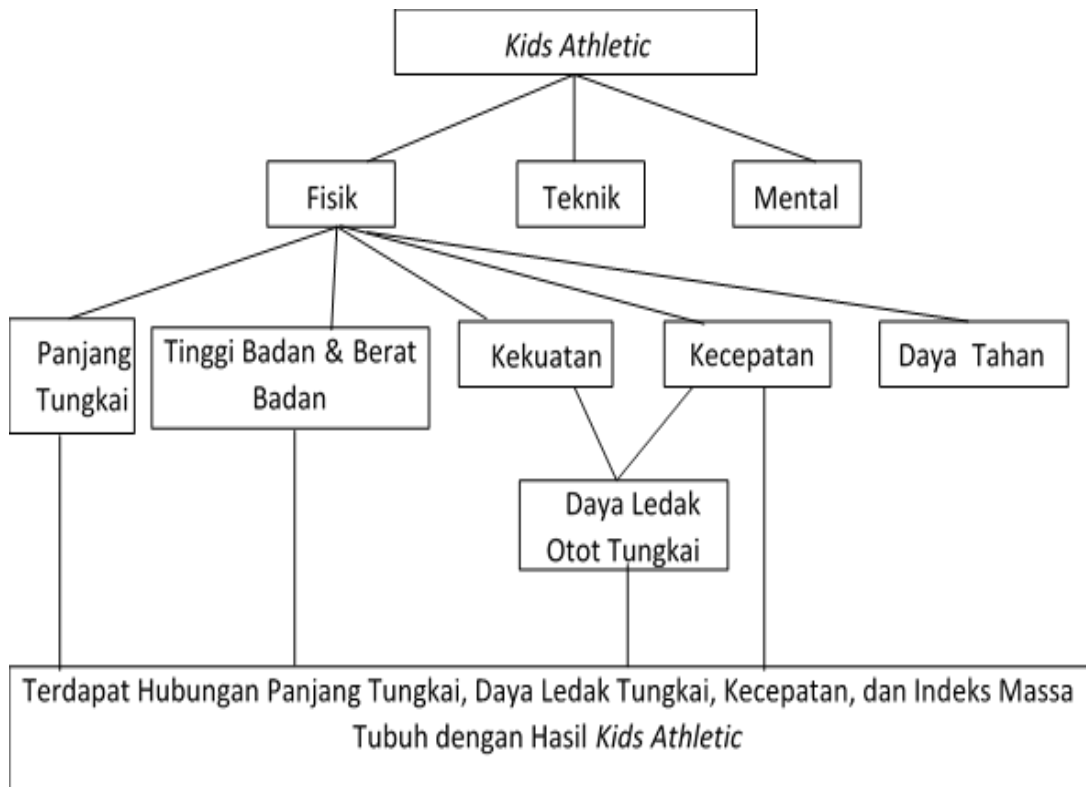 Kids Athletic
Fisik
Teknik
Mental
Panjang
Tungkai
Tinggi Badan & Berat
Badan
Kekuatan
Kecepatan
Daya Tahan
Daya Ledak
Otot Tungkai
Terdapat Hubungan Panjang Tungkai, Daya Ledak Tungkai, Kecepatan, dan Indeks Massa
Tubuh dengan Hasil Kids Athletic